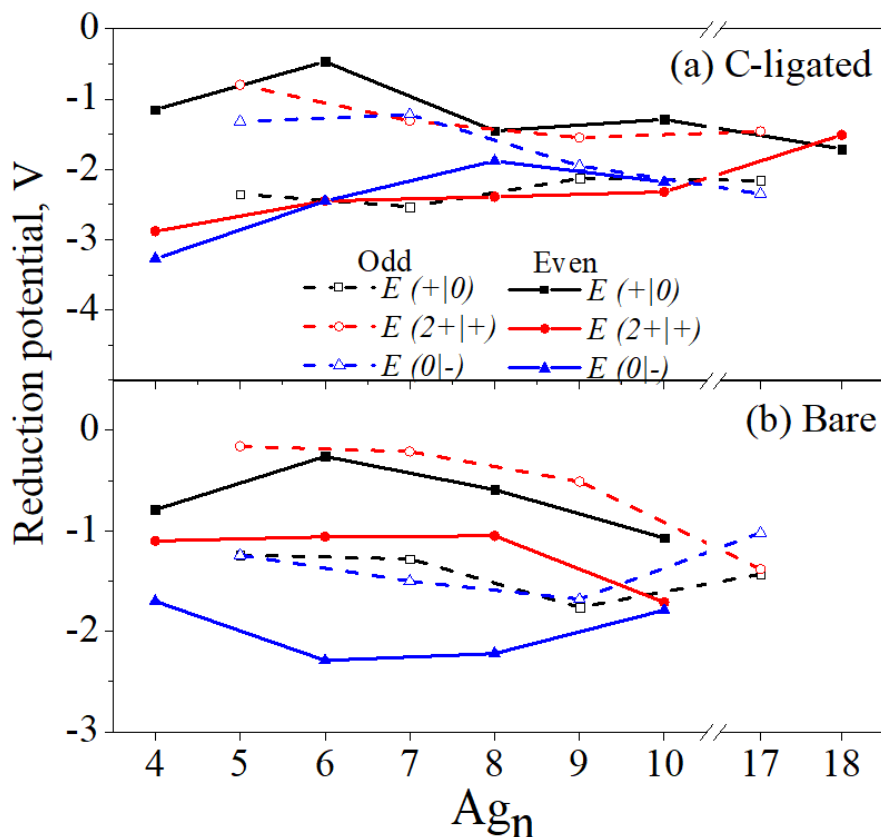 0
(a) C-ligated
-1
-2
-3
Odd Even
E (+|0) E (+|0)
E (2+|+) E (2+|+)
E (0|-) E (0|-)
-4
Reduction potential, V
(b) Bare
0
-1
-2
-3
4 5 6 7 8 9 10 17 18
Agn